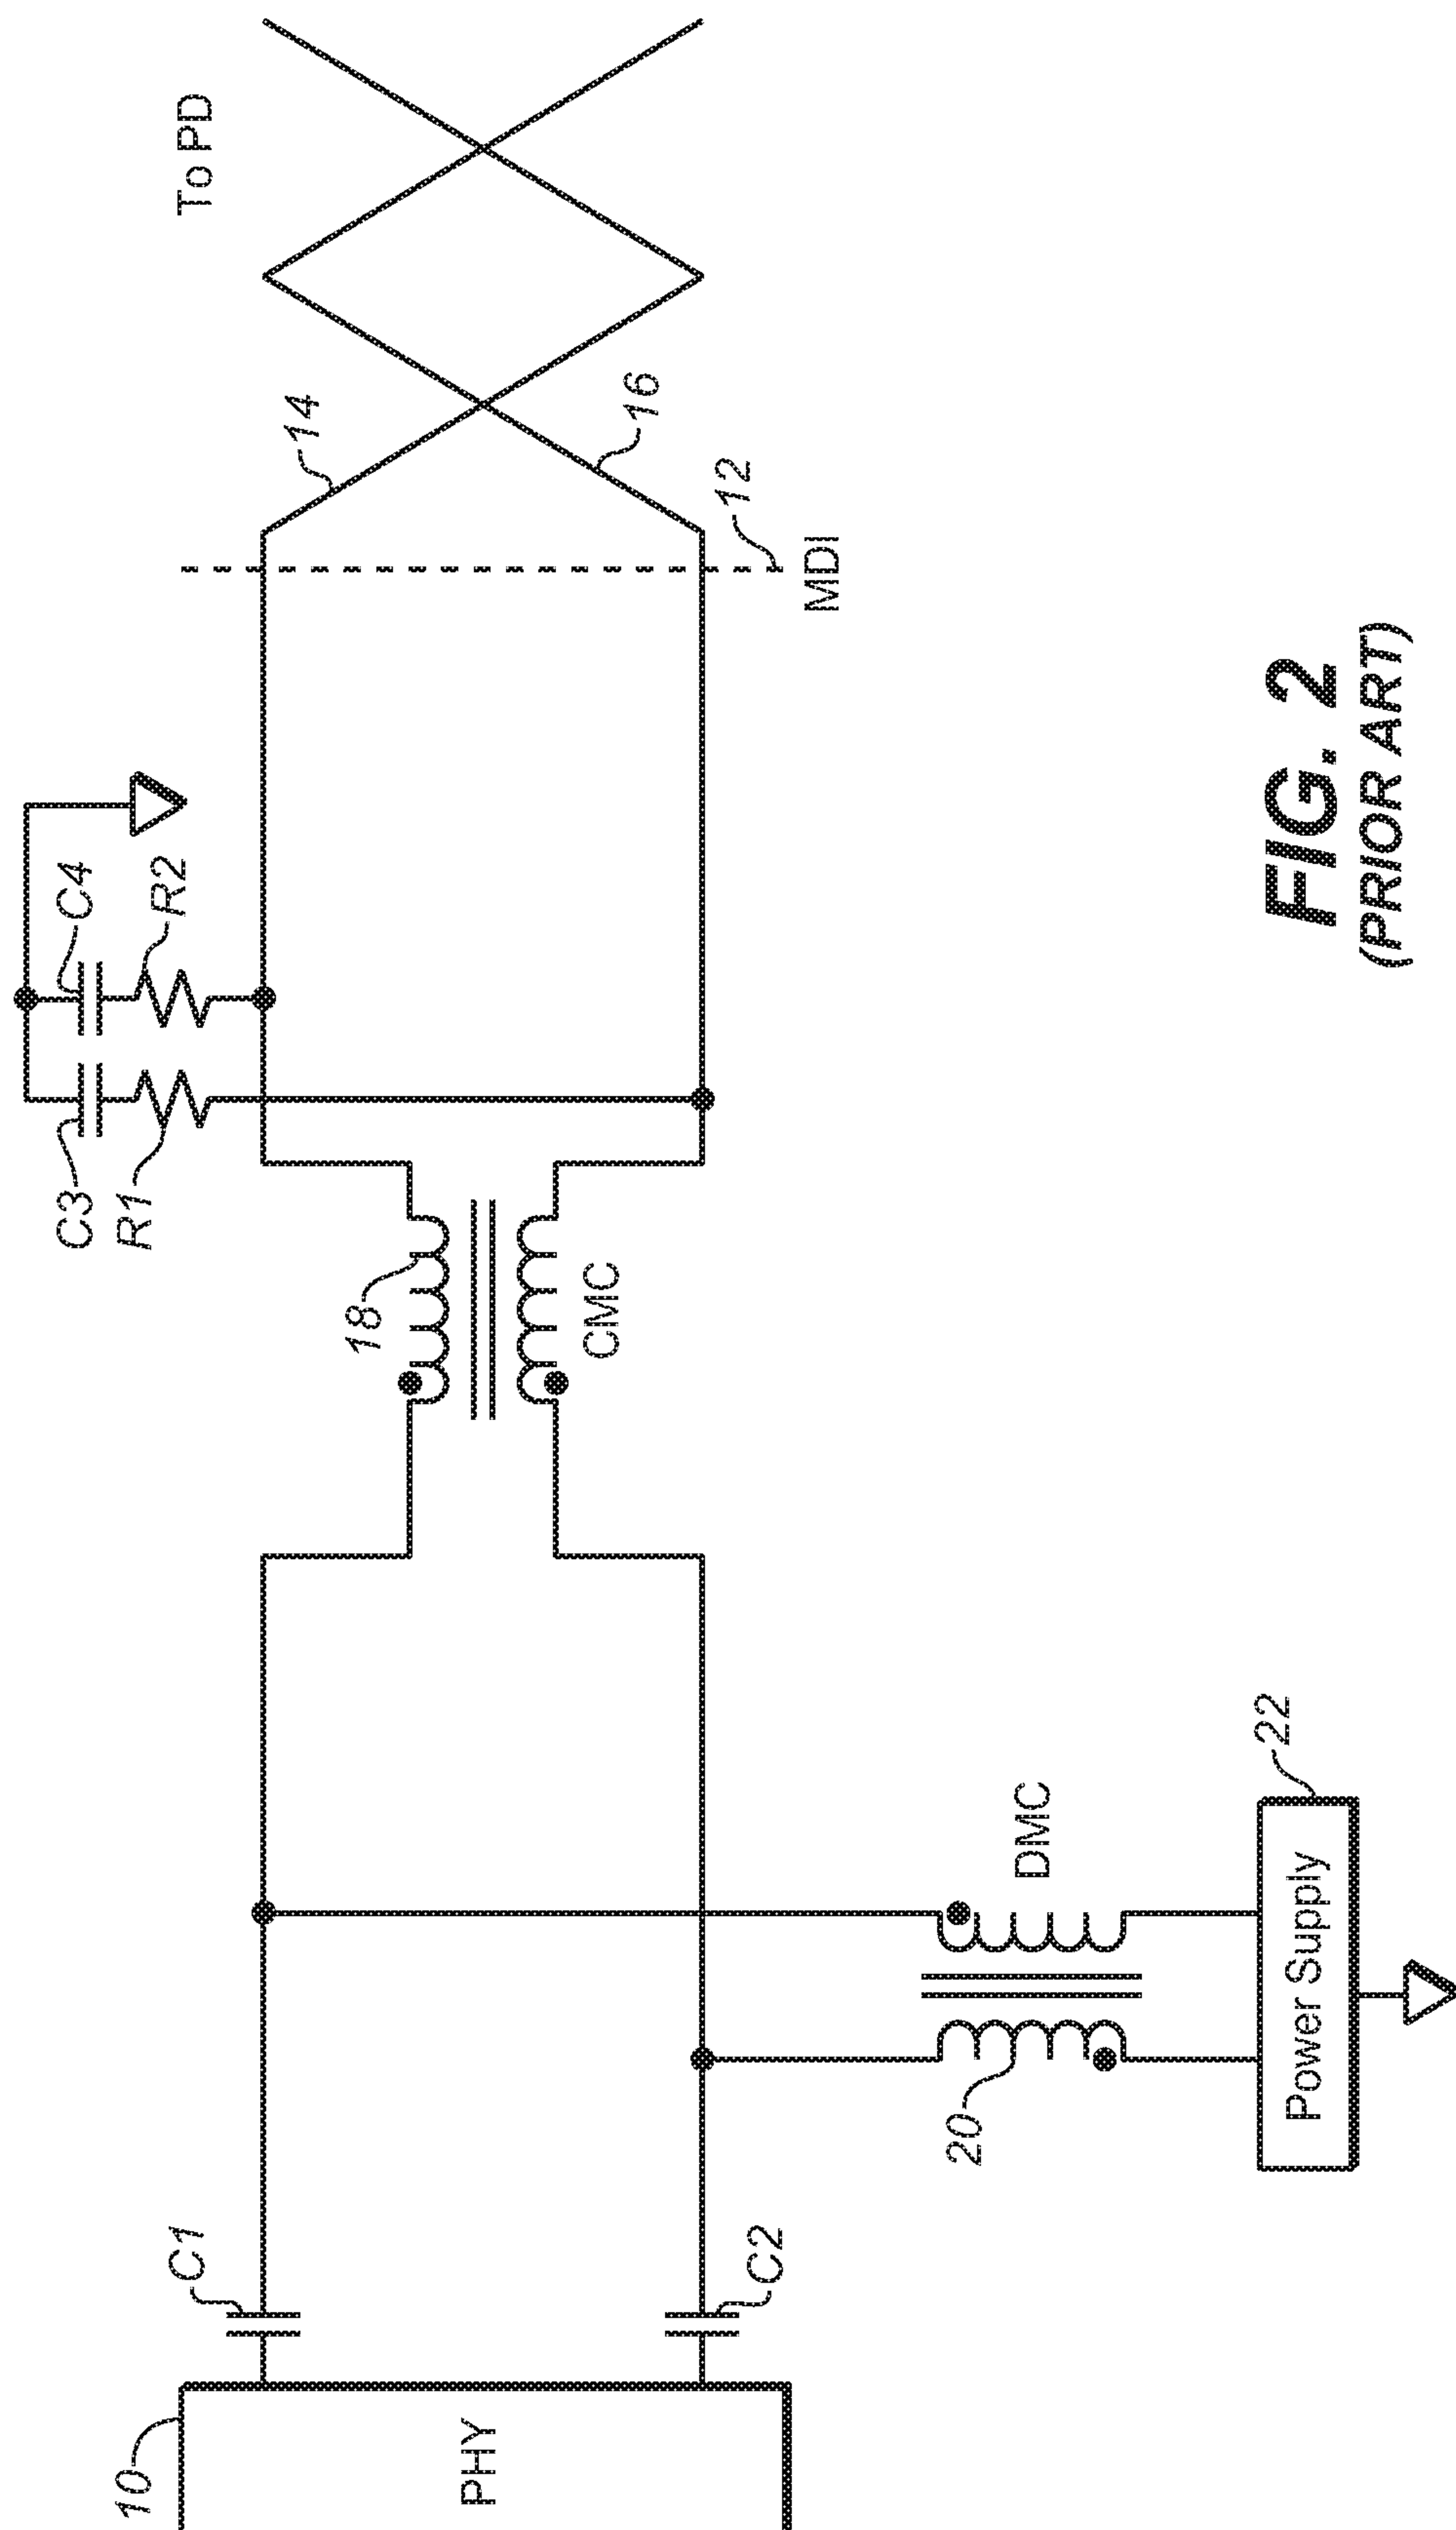 10
PHY
C1
C2
20
DMC
Power Supply
22
18
CMC
C3
R1
C4
R2
14
16
12
MDI
To PD
FIG. 2
(PRIOR ART)